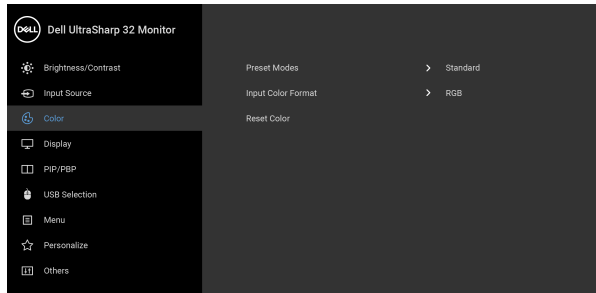 DELL Dell UltraSharp 32 Monitor
Brightness/Contrast
Preset Modes Standard
Input Source
Input Color Format RGB
Color
Reset Color
Display
PIP/PBP
USB Selection
Menu
Personalize
Others